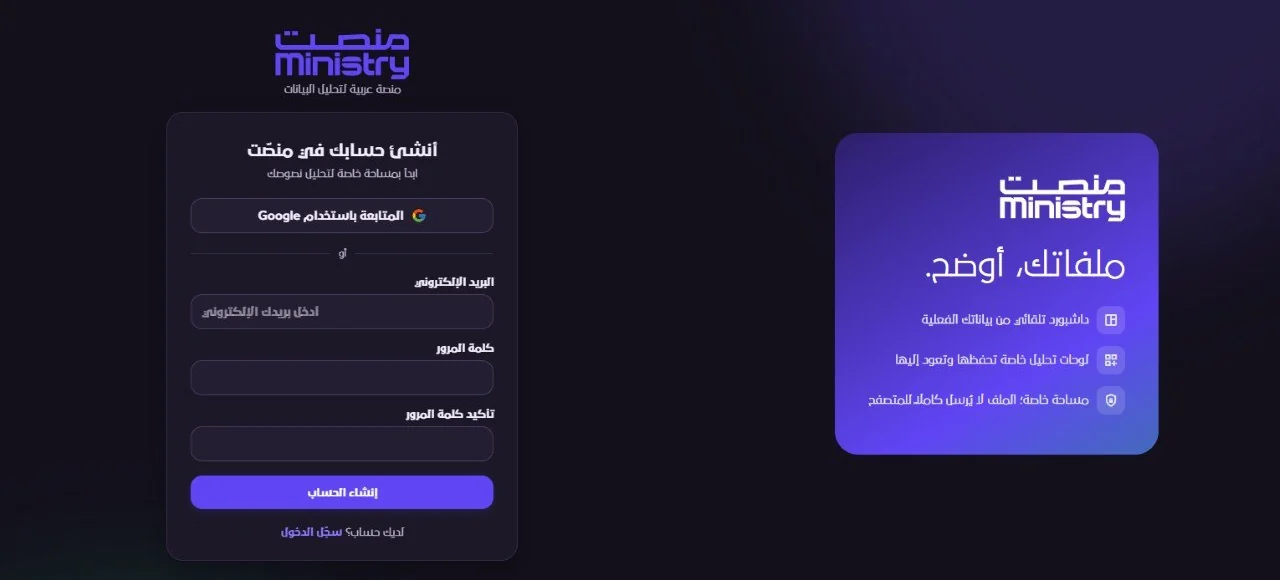 منصت
Ministry
ملفاتك، أوضح.
داشبورد تلقائي من بياناتك الفعلية
لوحات تحليل خاصة تحفظها وتعود إليها
مساحة خاصة؛ الملف لا يُرسل كاملًا للمتصفح
منصت
Ministry
منصة عربية لتحليل البيانات
أنشئ حسابك في منصّت
ابدأ بمساحة خاصة لتحليل نصوصك
المتابعة باستخدام Google
أو
البريد الإلكتروني
أدخل بريدك الإلكتروني
كلمة المرور
تأكيد كلمة المرور
إنشاء الحساب
لديك حساب؟ سجّل الدخول